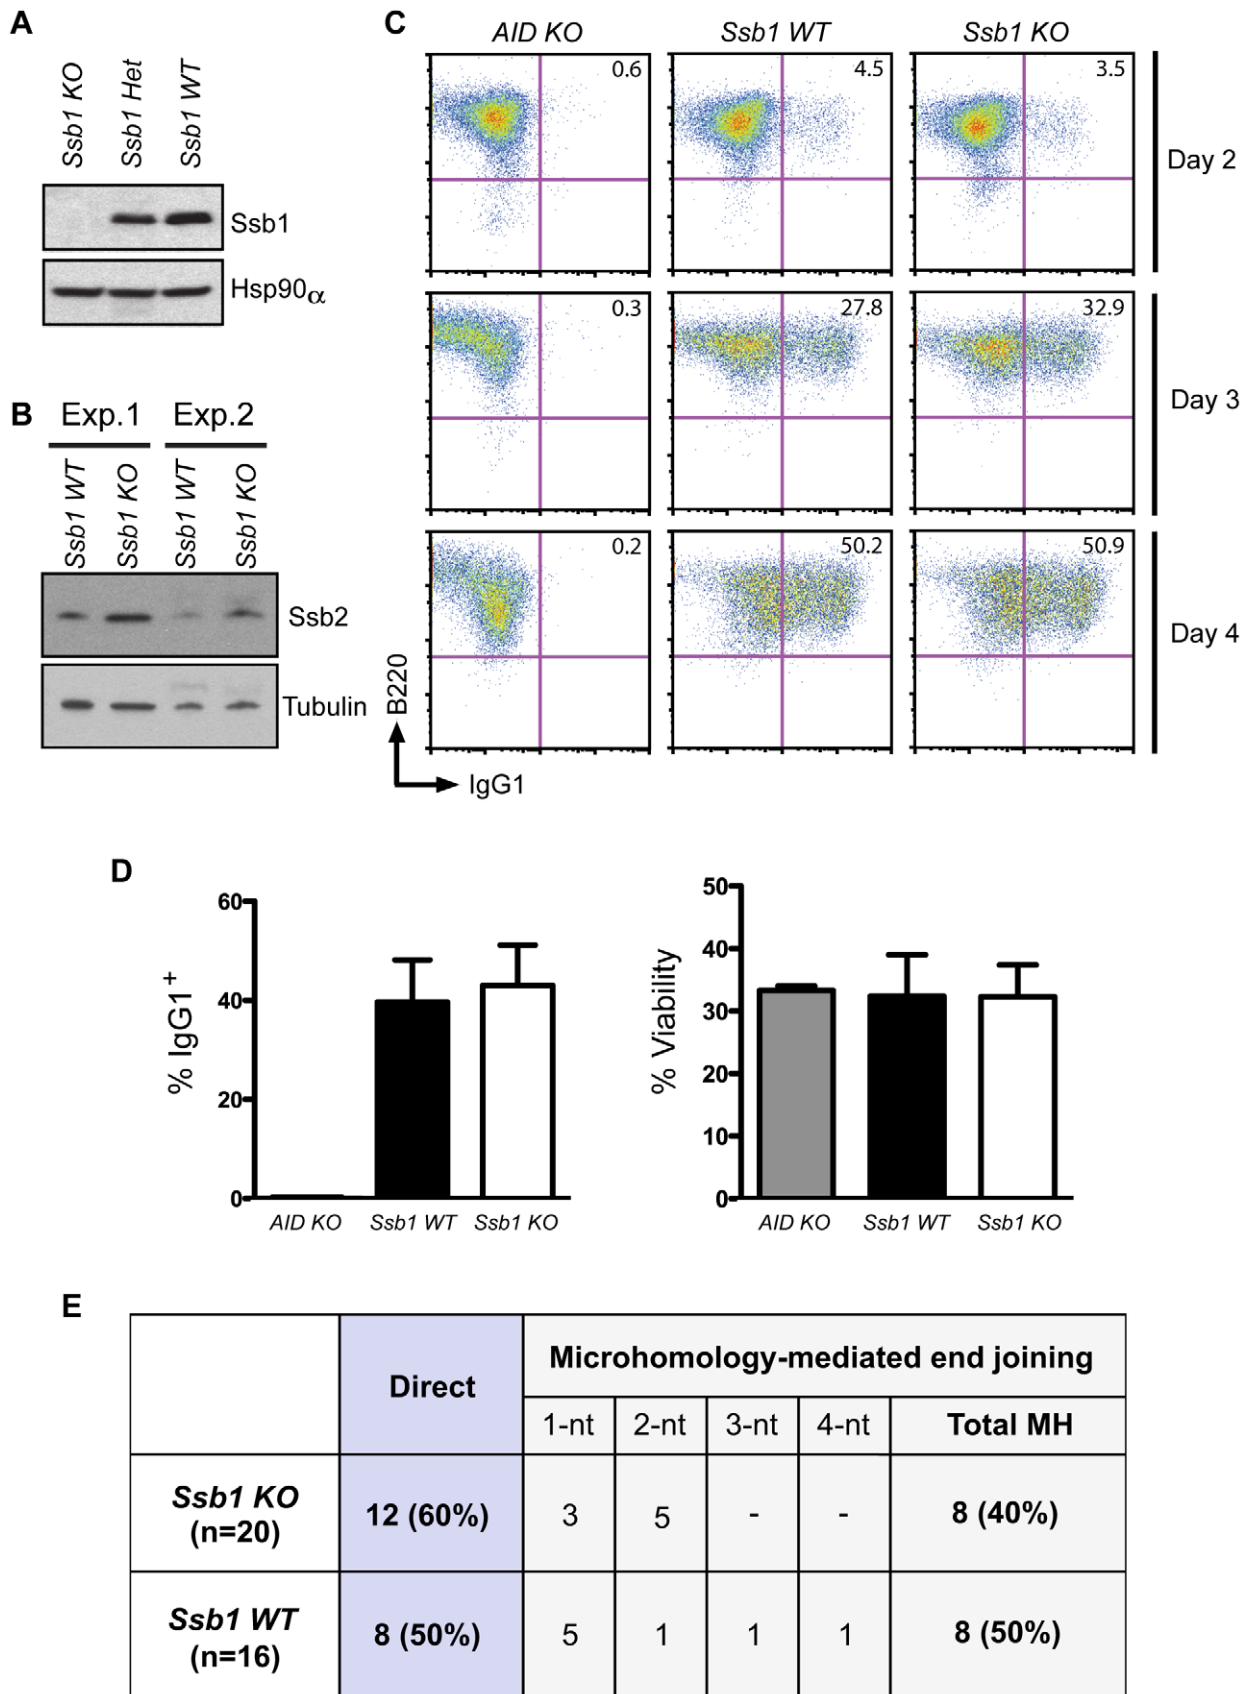 A
Ssb1 KO
Ssb1 Het
Ssb1 WT
Ssb1
Hsp90α
B
Exp.1 Exp.2
Ssb1 WT
Ssb1 KO
Ssb1 WT
Ssb1 KO
Ssb2
Tubulin
C
AID KO Ssb1 WT Ssb1 KO
0.6 4.5 3.5
Day 2
0.3 27.8 32.9
Day 3
0.2 50.2 50.9
Day 4
B220
IgG1
D
% IgG1+
60
40
20
0
AID KO Ssb1 WT Ssb1 KO
% Viability
50
40
30
20
10
0
AID KO Ssb1 WT Ssb1 KO
E
Direct
Microhomology-mediated end joining
1-nt 2-nt 3-nt 4-nt Total MH
Ssb1 KO
(n=20)
12 (60%) 3 5 - - 8 (40%)
Ssb1 WT
(n=16)
8 (50%) 5 1 1 1 8 (50%)